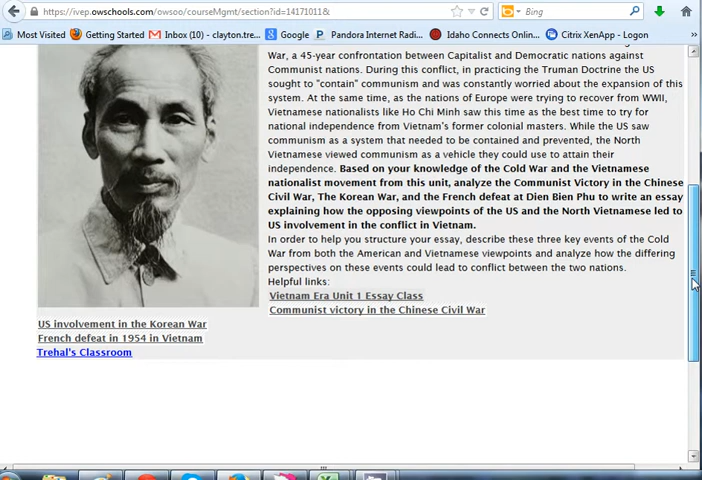 https://ivep.owschools.com/owsoo/courseMgmt/section?id=14171011&
Bing
Most Visited Getting Started Inbox (9,250) - clayton.tre... Google Pandora Internet Radi... Idaho Connects Onlin... Citrix XenApp - Logon
War, a 45-year confrontation between Capitalist and Democratic nations against
Communist nations. During this conflict, in practicing the Truman Doctrine the US
sought to "contain" communism and was constantly worried about the expansion of this
system. At the same time, as the nations of Europe were trying to recover from WWII,
Vietnamese nationalists like Ho Chi Minh saw this time as the best time to try for
national independence from Vietnam's former colonial masters. While the US saw
communism as a system that needed to be contained and prevented, the North
Vietnamese viewed communism as a vehicle they could use to attain their
independence. Based on your knowledge of the Cold War and the Vietnamese
nationalist movement from this unit, analyze the Communist Victory in the Chinese
Civil War, The Korean War, and the French defeat at Dien Bien Phu to write an essay
explaining how the opposing viewpoints of the US and the North Vietnamese led to
US involvement in the conflict in Vietnam.
In order to help you structure your essay, describe these three key events of the Cold
War from both the American and Vietnamese viewpoints and analyze how the differing
perspectives on these events could lead to conflict between the two nations.
Helpful links:
Vietnam Era Unit 1 Essay Class
Communist victory in the Chinese Civil War
US involvement in the Korean War
French defeat in 1954 in Vietnam
Trehal's Classroom